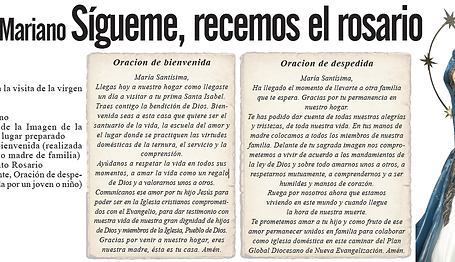 Mariano Sígueme, recemos el rosario
a la visita de la virgen
no
de la Imagen de la
lugar preparado
ienvenida (realizada
o madre de familia)
to Rosario
nte, Oración de despe-
da por un joven o niño)
Oracion de bienvenida
María Santísima,
Llegas hoy a nuestro hogar como llegaste
un día a visitar a tu prima Santa Isabel.
Traes contigo la bendición de Dios. Bien-
venida seas a esta casa que quiere ser el
santuario de la vida, la escuela del amor y
el lugar donde se practiquen las virtudes
domésticas de la ternura, el servicio y la
comprensión.
Ayúdanos a respetar la vida en todos sus
momentos, a amar la vida como un regalo
de Dios y a valorarnos unos a otros.
Comunícanos ese amor por tu hijo Jesús para
poder ser en la Iglesia cristianos comprometi-
dos con el Evangelio, para dar testimonio con
nuestra vida de nuestra gran dignidad de hijos
de Dios y miembros de la Iglesia, Pueblo de Dios.
Gracias por venir a nuestro hogar, eres
nuestra madre, ésta es tu casa. Amén.
Oracion de despedida
María Santísima,
Ha llegado el momento de llevarte a otra familia
que te espera. Gracias por tu permanencia en
nuestro hogar.
Te has podido dar cuenta de todas nuestras alegrías
y tristezas, de toda nuestra vida. En tus manos de
madre colocamos a todos los miembros de nuestra
familia. Delante de tu sagrada imagen nos compro-
metemos a vivir de acuerdo a los mandamientos de
la ley de Dios y sobre todo amarnos unos a otros, a
respetarnos mutuamente, a comprendernos y a ser
humildes y mansos de corazón.
Ruega por nosotros ahora que estamos
viviendo en este mundo y cuando llegue
la hora de nuestra muerte.
Te prometemos amar a tu hijo y como fruto de ese
amor permanecer unidos en familia para colaborar
como iglesia doméstica en este caminar del Plan
Global Diocesano de Nueva Evangelización. Amén.